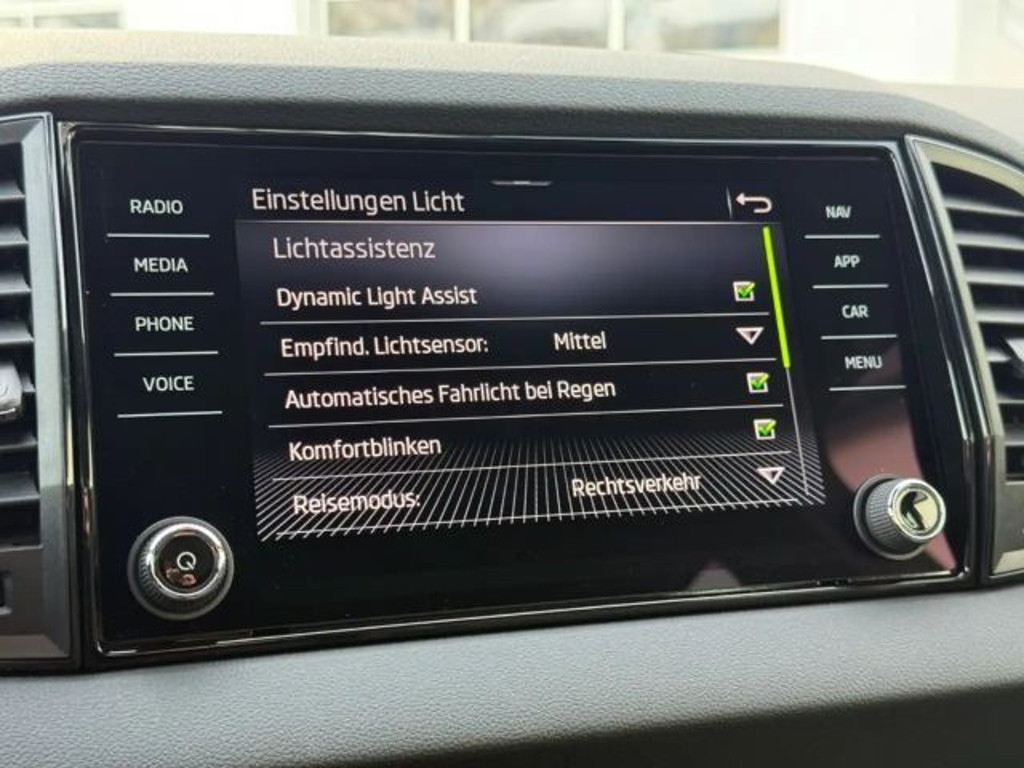 RADIO
MEDIA
PHONE
VOICE
Einstellungen Licht
Lichtassistenz
Dynamic Light Assist
Empfind. Lichtsensor: Mittel
Automatisches Fahrlicht bei Regen
Komfortblinken
Reisemodus: Rechtsverkehr
NAV
APP
CAR
MENU